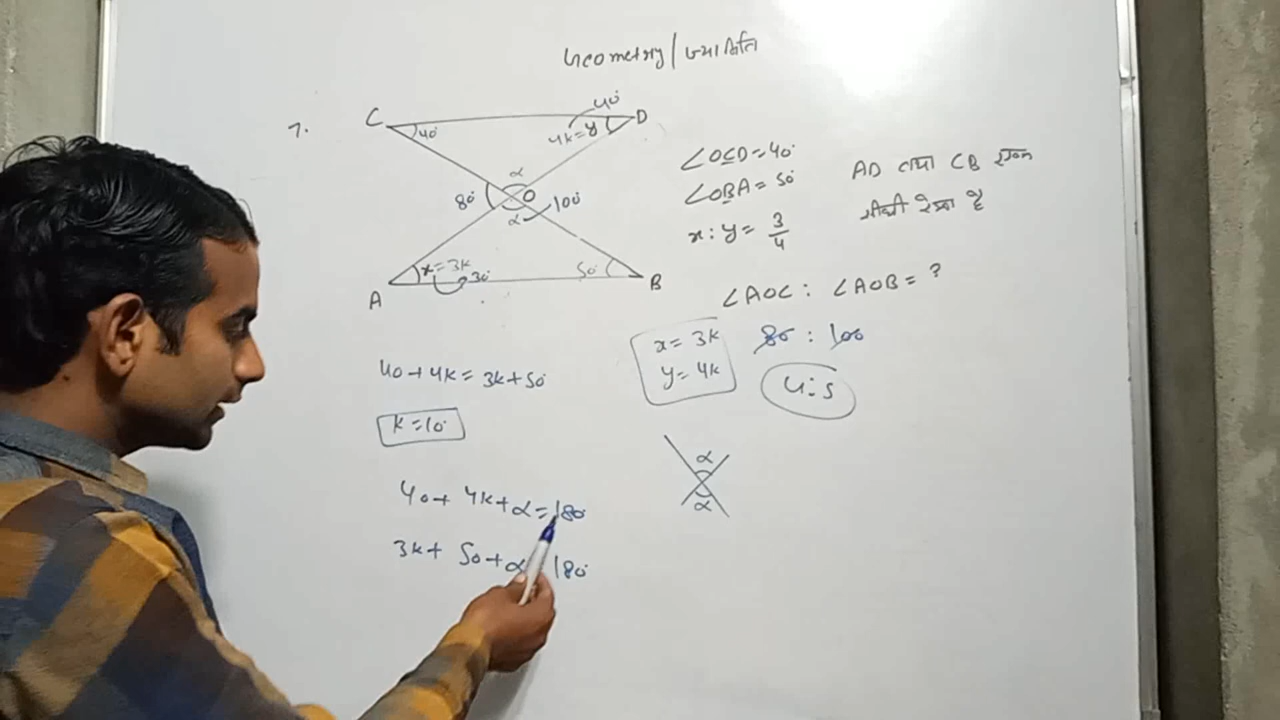 Geometry/ज्यामिति
7.
C
40°
40°
4k=y
D
α
80°
O
100°
α
x=3k
30°
50°
A
B
∠OCD=40°
∠OBA=50°
x:y=3/4
AD तथा CB
सीधी रेखा है
∠AOC : ∠AOB = ?
x=3k
y=4k
80 : 100
4:5
40+4k=3k+50°
k=10°
40+ 4k+α=180°
3k+ 50+α 180°
α
α